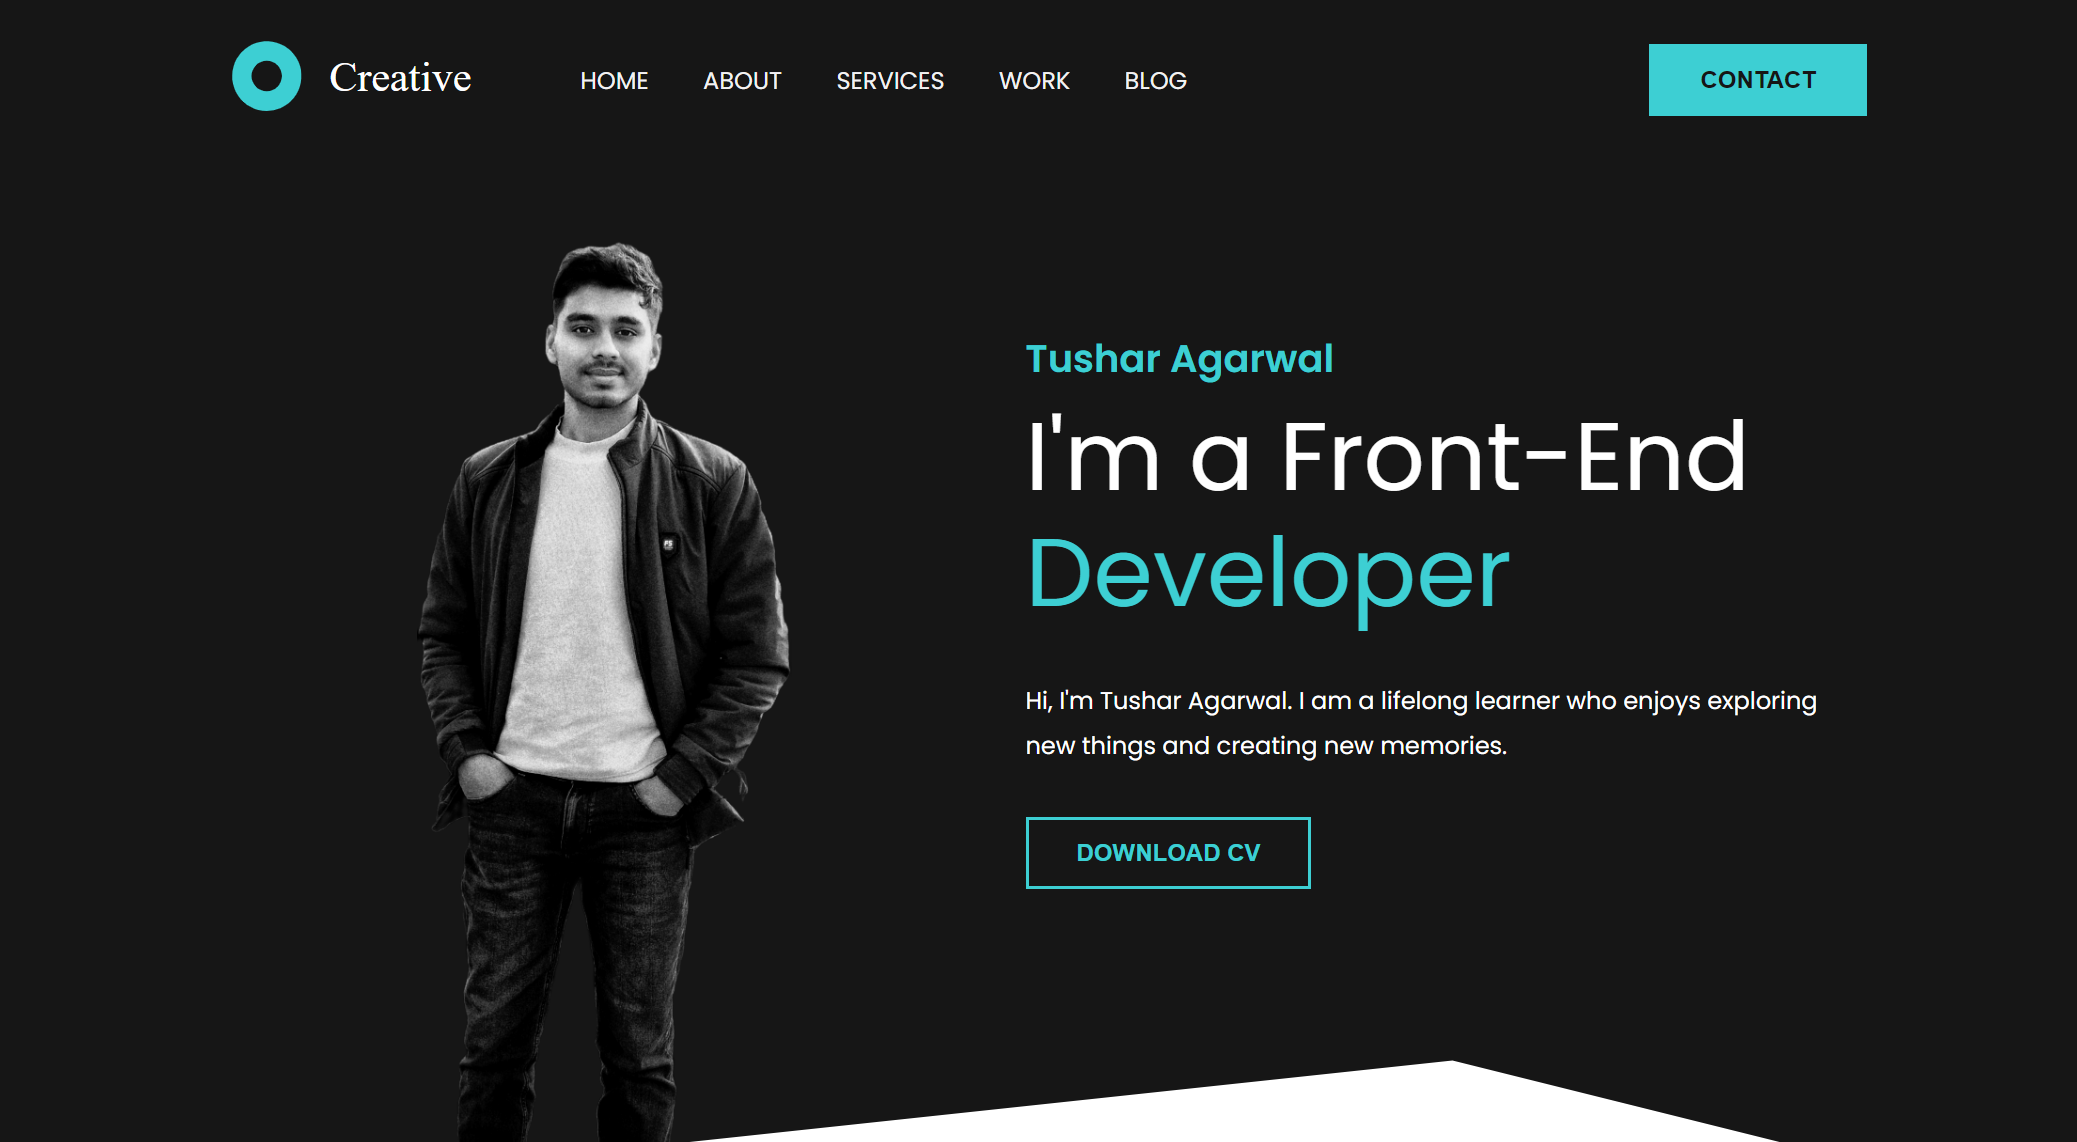 Creative
HOME ABOUT SERVICES WORK BLOG
CONTACT
Tushar Agarwal
I'm a Front-End
Developer
Hi, I'm Tushar Agarwal. I am a lifelong learner who enjoys exploring
new things and creating new memories.
DOWNLOAD CV